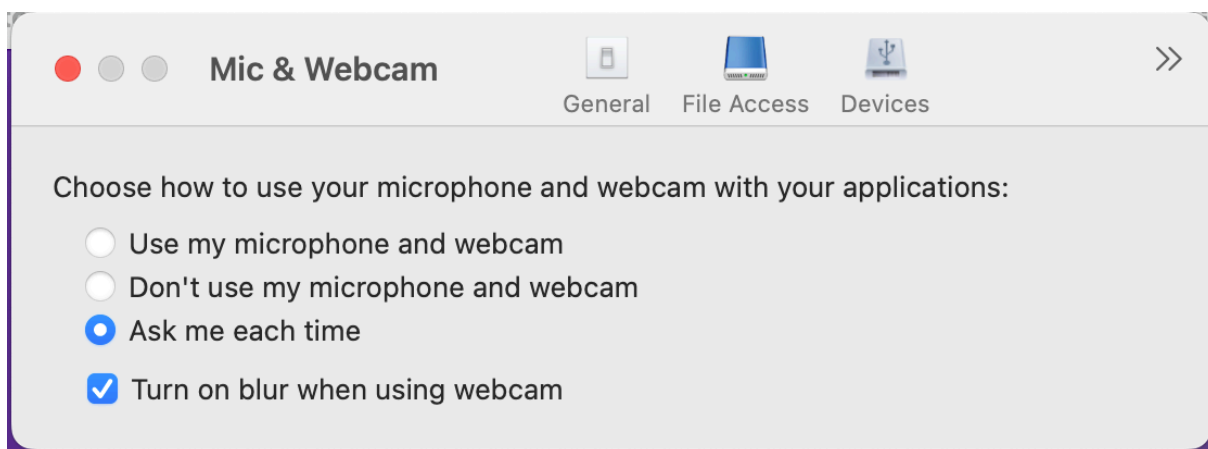 Mic & Webcam
General File Access Devices
Choose how to use your microphone and webcam with your applications:
Use my microphone and webcam
Don't use my microphone and webcam
Ask me each time
Turn on blur when using webcam